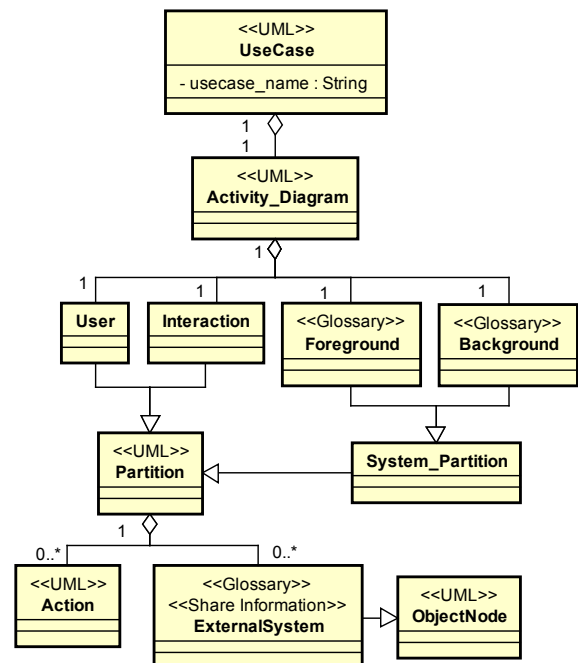 <<UML>>
UseCase
- usecase_name : String
1
1
<<UML>>
Activity_Diagram
1
1
1
1
1
User
Interaction
<<Glossary>>
Foreground
<<Glossary>>
Background
<<UML>>
Partition
System_Partition
1
0..*
0..*
<<UML>>
Action
<<Glossary>>
<<Share Information>>
ExternalSystem
<<UML>>
ObjectNode